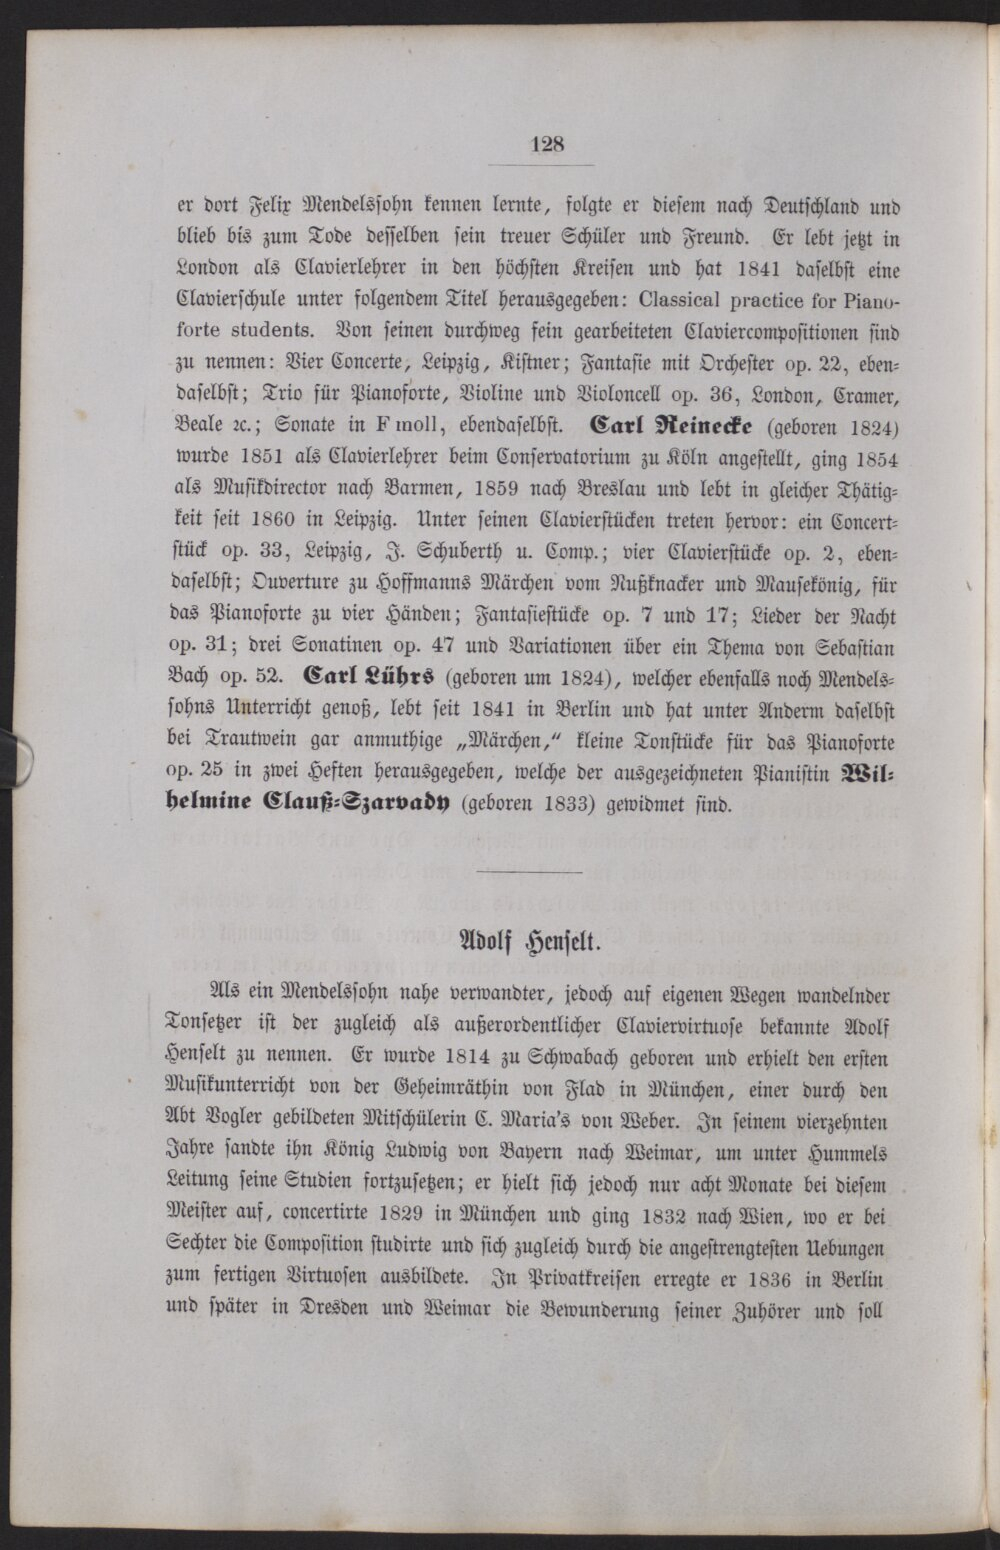 128
er dort Felix Mendelssohn kennen lernte, folgte er diesem nach Deutschland und
blieb bis zum Tode desselben sein treuer Schüler und Freund. Er lebt jetzt in
London als Clavierlehrer in den höchsten Kreisen und hat 1841 daselbst eine
Clavierschule unter folgendem Titel herausgegeben: Classical practice for Piano-
forte students. Von seinen durchweg fein gearbeiteten Claviercompositionen sind
zu nennen: Vier Concerte, Leipzig, Kistner; Fantasie mit Orchester op. 22, eben-
daselbst; Trio für Pianoforte, Violine und Violoncell op. 36, London, Cramer,
Beale ꝛc.; Sonate in F moll, ebendaselbst. Carl Reinecke (geboren 1824)
wurde 1851 als Clavierlehrer beim Conservatorium zu Köln angestellt, ging 1854
als Musikdirector nach Barmen, 1859 nach Breslau und lebt in gleicher Thätig-
keit seit 1860 in Leipzig. Unter seinen Clavierstücken treten hervor: ein Concert-
stück op. 33, Leipzig, J. Schuberth u. Comp.; vier Clavierstücke op. 2, eben-
daselbst; Ouverture zu Hoffmanns Märchen vom Nußknacker und Mausekönig, für
das Pianoforte zu vier Händen; Fantasiestücke op. 7 und 17; Lieder der Nacht
op. 31; drei Sonatinen op. 47 und Variationen über ein Thema von Sebastian
Bach op. 52. Carl Lührs (geboren um 1824), welcher ebenfalls noch Mendels-
sohns Unterricht genoß, lebt seit 1841 in Berlin und hat unter Anderm daselbst
bei Trautwein gar anmuthige „Märchen,“ kleine Tonstücke für das Pianoforte
op. 25 in zwei Heften herausgegeben, welche der ausgezeichneten Pianistin Wil-
helmine Clauß-Szarvady (geboren 1833) gewidmet sind.
Adolf Henselt.
Als ein Mendelssohn nahe verwandter, jedoch auf eigenen Wegen wandelnder
Tonsetzer ist der zugleich als außerordentlicher Claviervirtuose bekannte Adolf
Henselt zu nennen. Er wurde 1814 zu Schwabach geboren und erhielt den ersten
Musikunterricht von der Geheimräthin von Flad in München, einer durch den
Abt Vogler gebildeten Mitschülerin C. Maria's von Weber. In seinem vierzehnten
Jahre sandte ihn König Ludwig von Bayern nach Weimar, um unter Hummels
Leitung seine Studien fortzusetzen; er hielt sich jedoch nur acht Monate bei diesem
Meister auf, concertirte 1829 in München und ging 1832 nach Wien, wo er bei
Sechter die Composition studirte und sich zugleich durch die angestrengtesten Uebungen
zum fertigen Virtuosen ausbildete. In Privatkreisen erregte er 1836 in Berlin
und später in Dresden und Weimar die Bewunderung seiner Zuhörer und soll